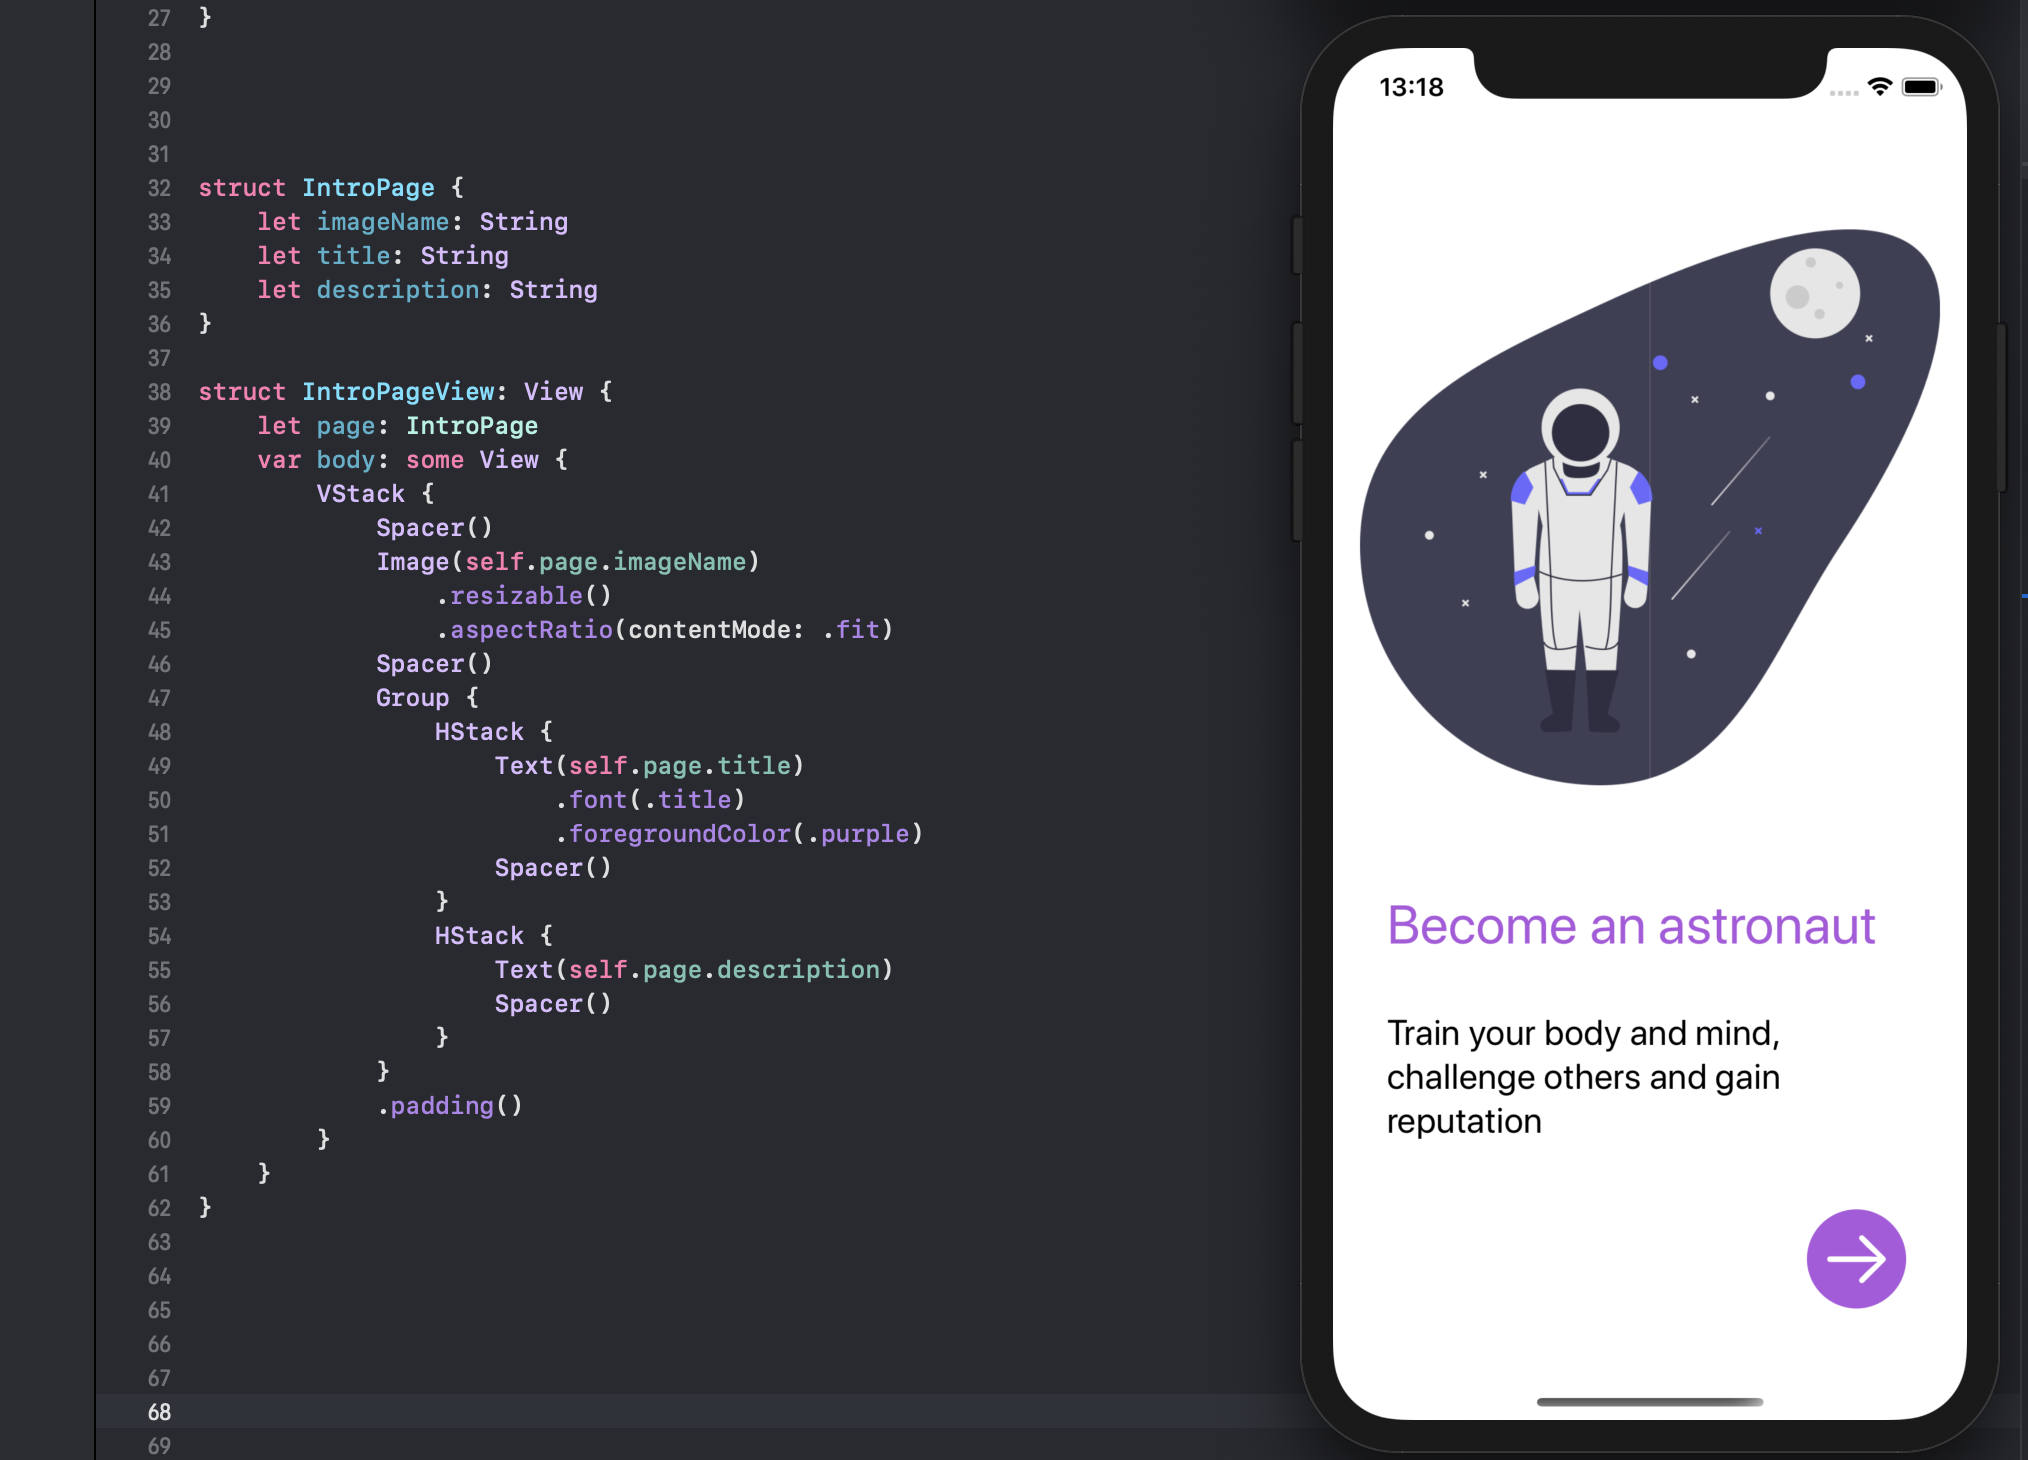 27 }
28
29
30
31
32 struct IntroPage {
33     let imageName: String
34     let title: String
35     let description: String
36 }
37
38 struct IntroPageView: View {
39     let page: IntroPage
40     var body: some View {
41         VStack {
42             Spacer()
43             Image(self.page.imageName)
44                 .resizable()
45                 .aspectRatio(contentMode: .fit)
46             Spacer()
47             Group {
48                 HStack {
49                     Text(self.page.title)
50                         .font(.title)
51                         .foregroundColor(.purple)
52                     Spacer()
53                 }
54                 HStack {
55                     Text(self.page.description)
56                     Spacer()
57                 }
58             }
59             .padding()
60         }
61     }
62 }
63
64
65
66
67
68
69
13:18
Become an astronaut
Train your body and mind,
challenge others and gain
reputation